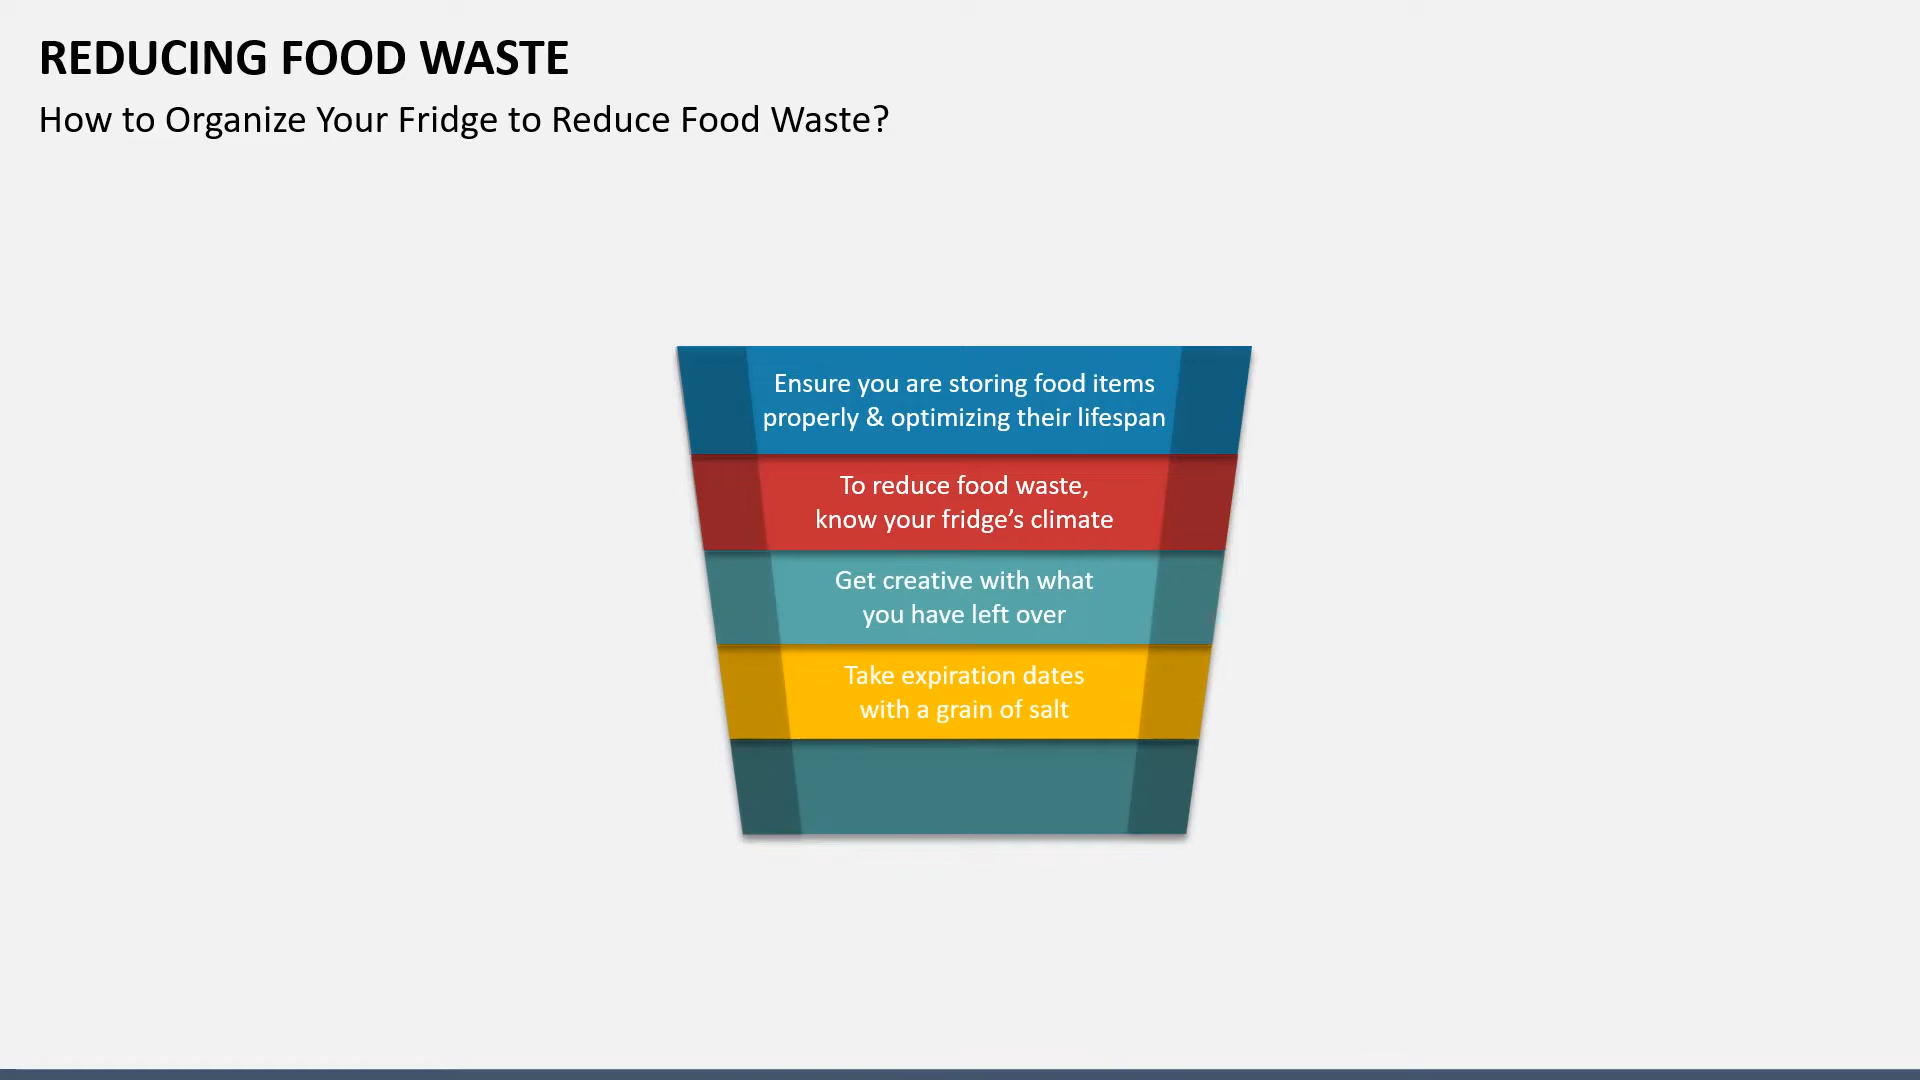 REDUCING FOOD WASTE
How to Organize Your Fridge to Reduce Food Waste?
Ensure you are storing food items
properly & optimizing their lifespan
To reduce food waste,
know your fridge’s climate
Get creative with what
you have left over
Take expiration dates
with a grain of salt